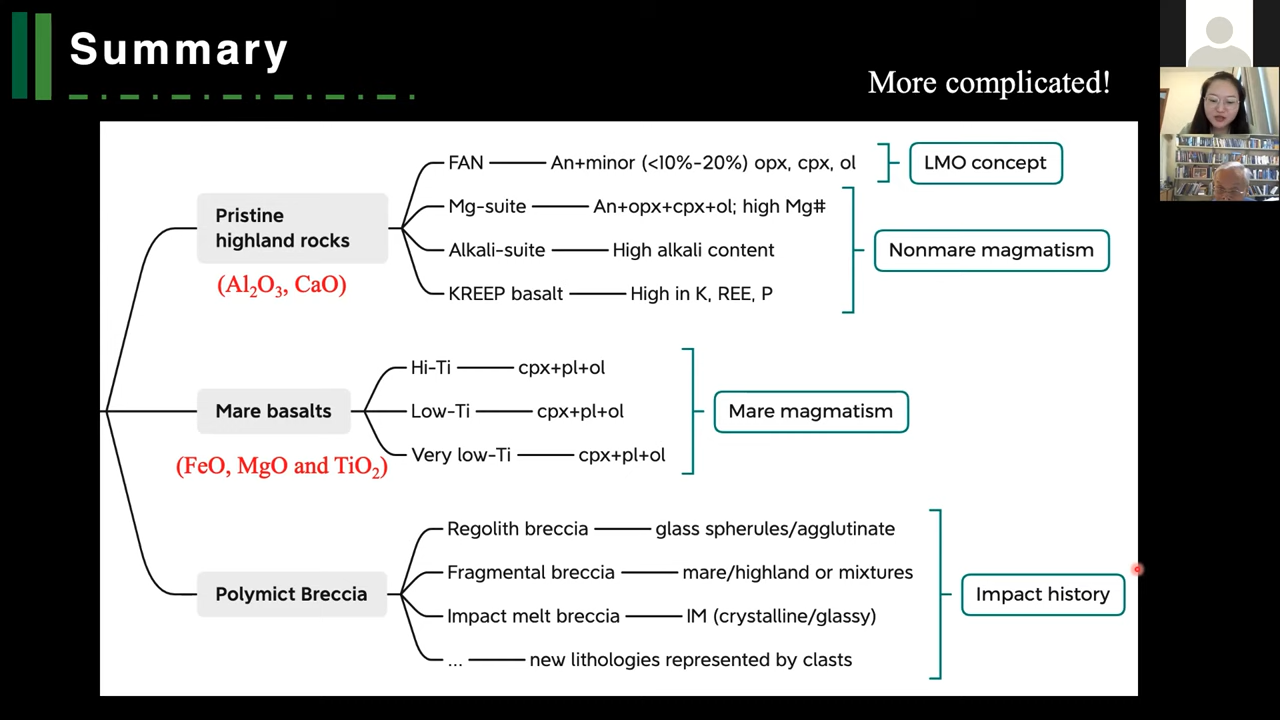 Summary
More complicated!
Pristine
highland rocks
(Al₂O₃, CaO)
FAN An+minor (<10%-20%) opx, cpx, ol
LMO concept
Mg-suite An+opx+cpx+ol; high Mg#
Alkali-suite High alkali content
KREEP basalt High in K, REE, P
Nonmare magmatism
Mare basalts
(FeO, MgO and TiO₂)
Hi-Ti cpx+pl+ol
Low-Ti cpx+pl+ol
Very low-Ti cpx+pl+ol
Mare magmatism
Polymict Breccia
Regolith breccia glass spherules/agglutinate
Fragmental breccia mare/highland or mixtures
Impact melt breccia IM (crystalline/glassy)
... new lithologies represented by clasts
Impact history